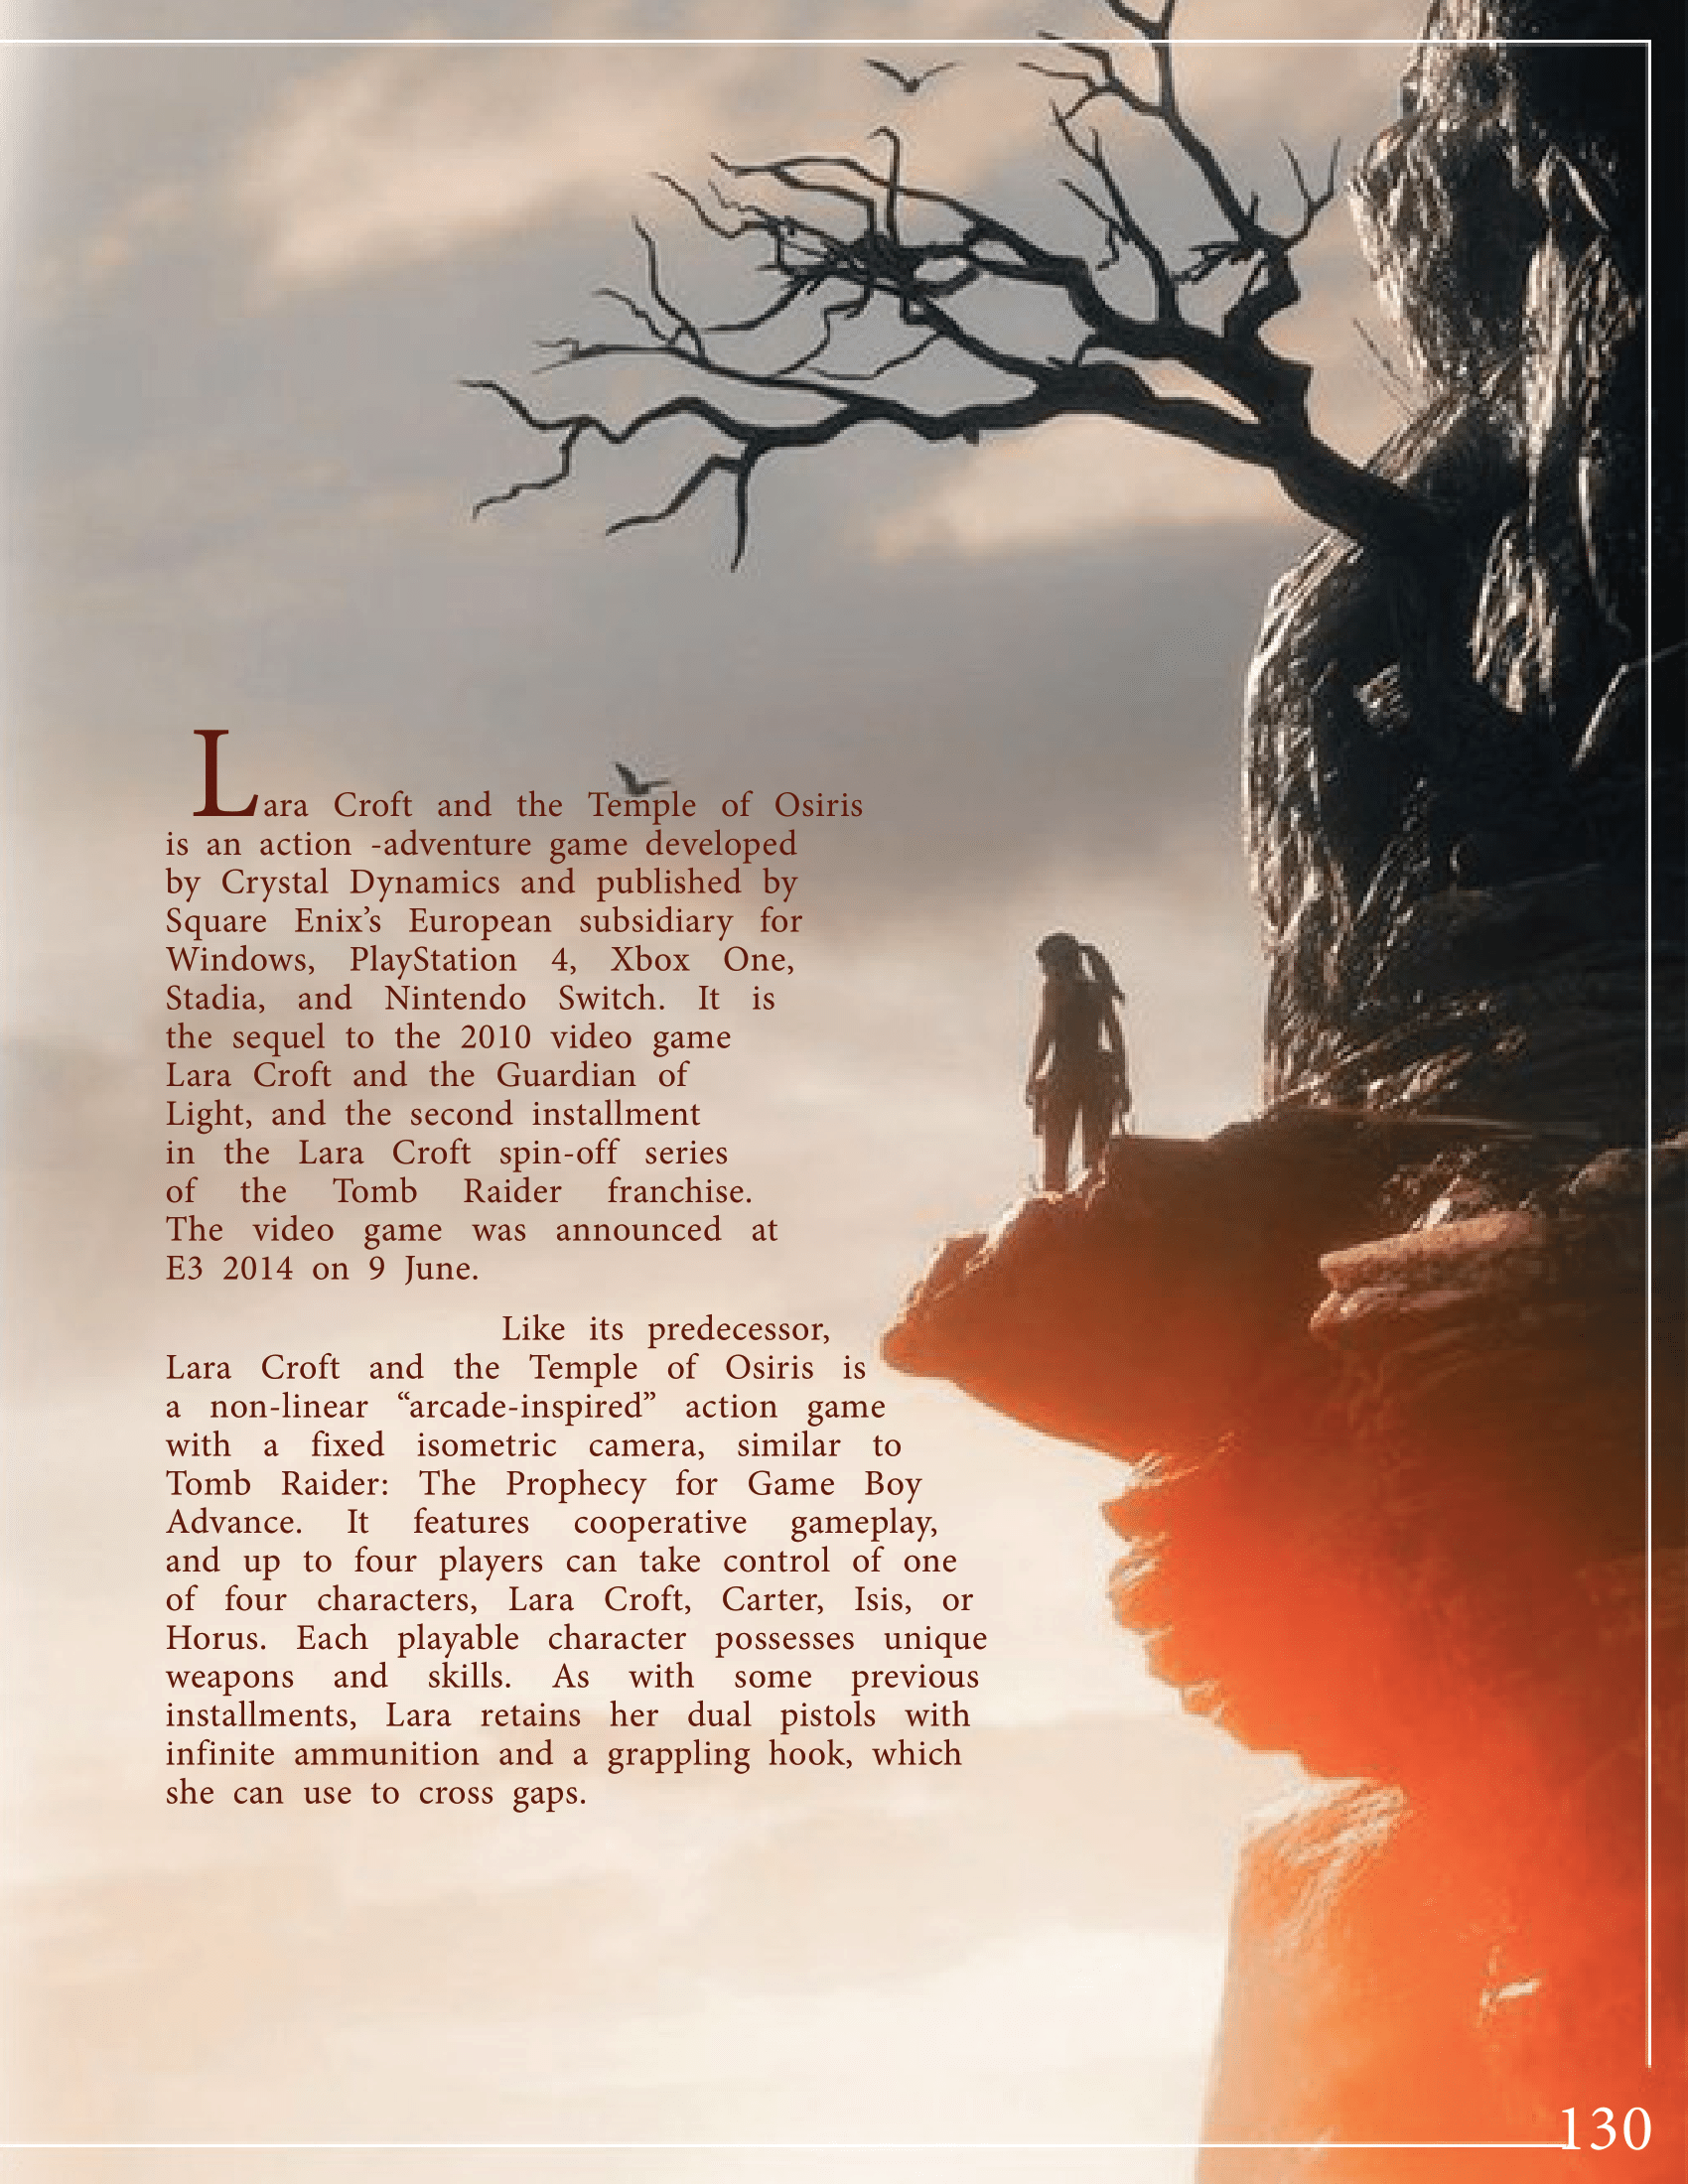 Lara Croft and the Temple of Osiris
is an action -adventure game developed
by Crystal Dynamics and published by
Square Enix’s European subsidiary for
Windows, PlayStation 4, Xbox One,
Stadia, and Nintendo Switch. It is
the sequel to the 2010 video game
Lara Croft and the Guardian of
Light, and the second installment
in the Lara Croft spin-off series
of the Tomb Raider franchise.
The video game was announced at
E3 2014 on 9 June.
Like its predecessor,
Lara Croft and the Temple of Osiris is
a non-linear “arcade-inspired” action game
with a fixed isometric camera, similar to
Tomb Raider: The Prophecy for Game Boy
Advance. It features cooperative gameplay,
and up to four players can take control of one
of four characters, Lara Croft, Carter, Isis, or
Horus. Each playable character possesses unique
weapons and skills. As with some previous
installments, Lara retains her dual pistols with
infinite ammunition and a grappling hook, which
she can use to cross gaps.
130